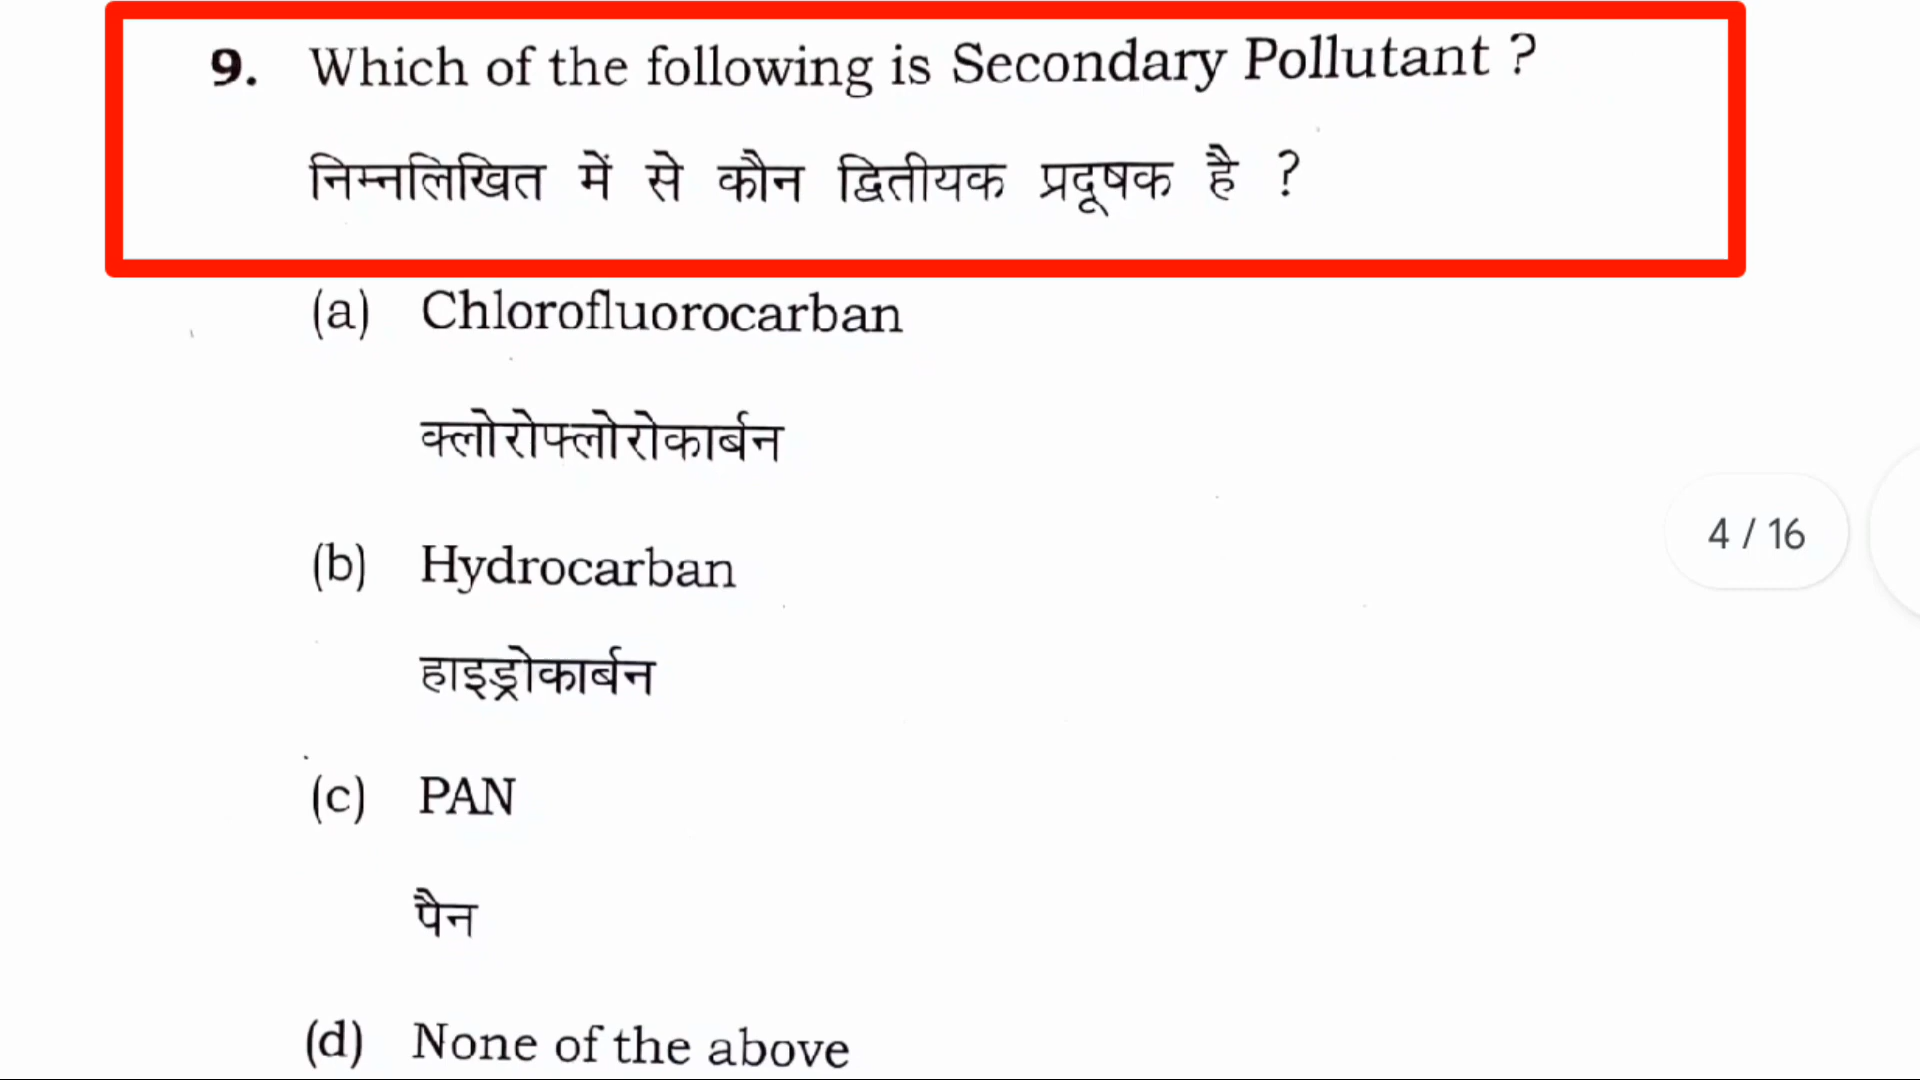 9. Which of the following is Secondary Pollutant ?
निम्नलिखित में से कौन द्वितीयक प्रदूषक है ?
(a) Chlorofluorocarban
क्लोरोफ्लोरोकार्बन
(b) Hydrocarban
हाइड्रोकार्बन
4 / 16
(c) PAN
पैन
(d) None of the above